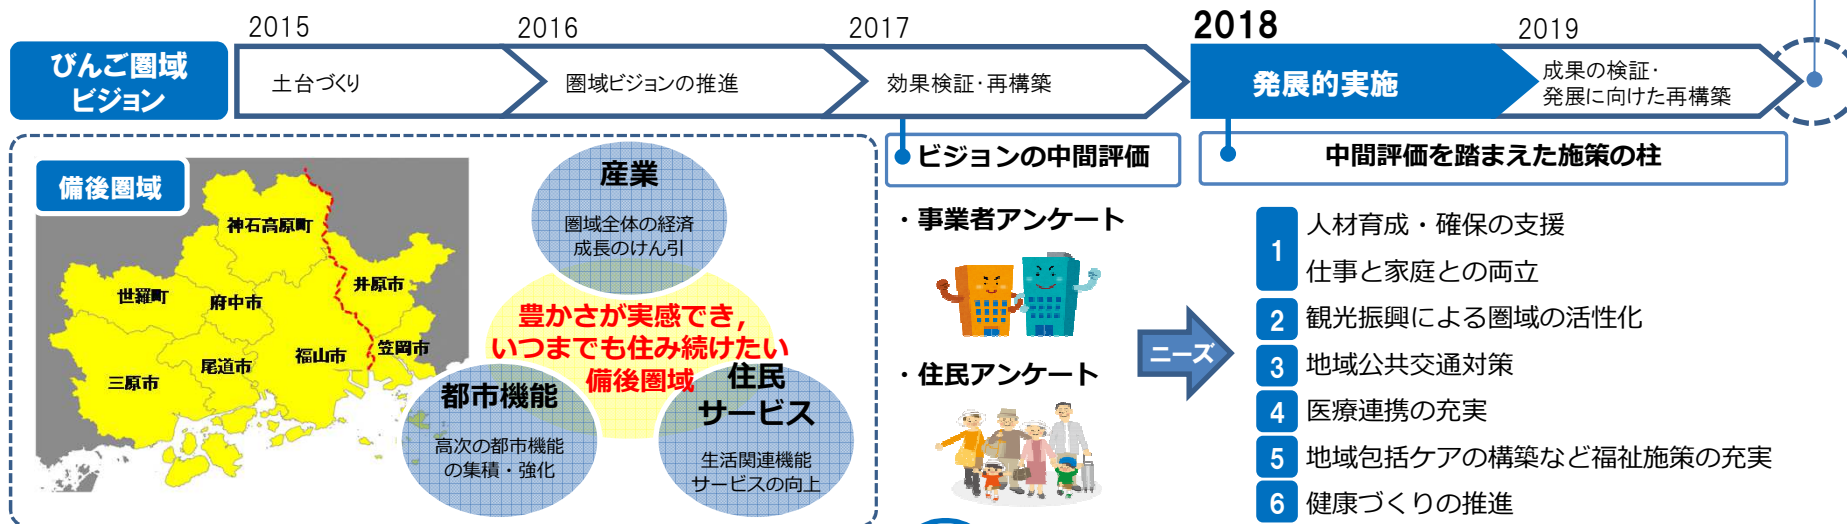 2015
2016
2017
2018
2019
びんご圏域
ビジョン
土台づくり
圏域ビジョンの推進
効果検証・再構築
発展的実施
成果の検証・
発展に向けた再構築
備後圏域
神石高原町
世羅町
府中市
井原市
三原市
尾道市
福山市
笠岡市
産業
圏域全体の経済
成長のけん引
豊かさが実感でき，
いつまでも住み続けたい
備後圏域
都市機能
高次の都市機能
の集積・強化
住民
サービス
生活関連機能
サービスの向上
ビジョンの中間評価
・事業者アンケート
・住民アンケート
ニーズ
中間評価を踏まえた施策の柱
1 人材育成・確保の支援
仕事と家庭との両立
2 観光振興による圏域の活性化
3 地域公共交通対策
4 医療連携の充実
5 地域包括ケアの構築など福祉施策の充実
6 健康づくりの推進